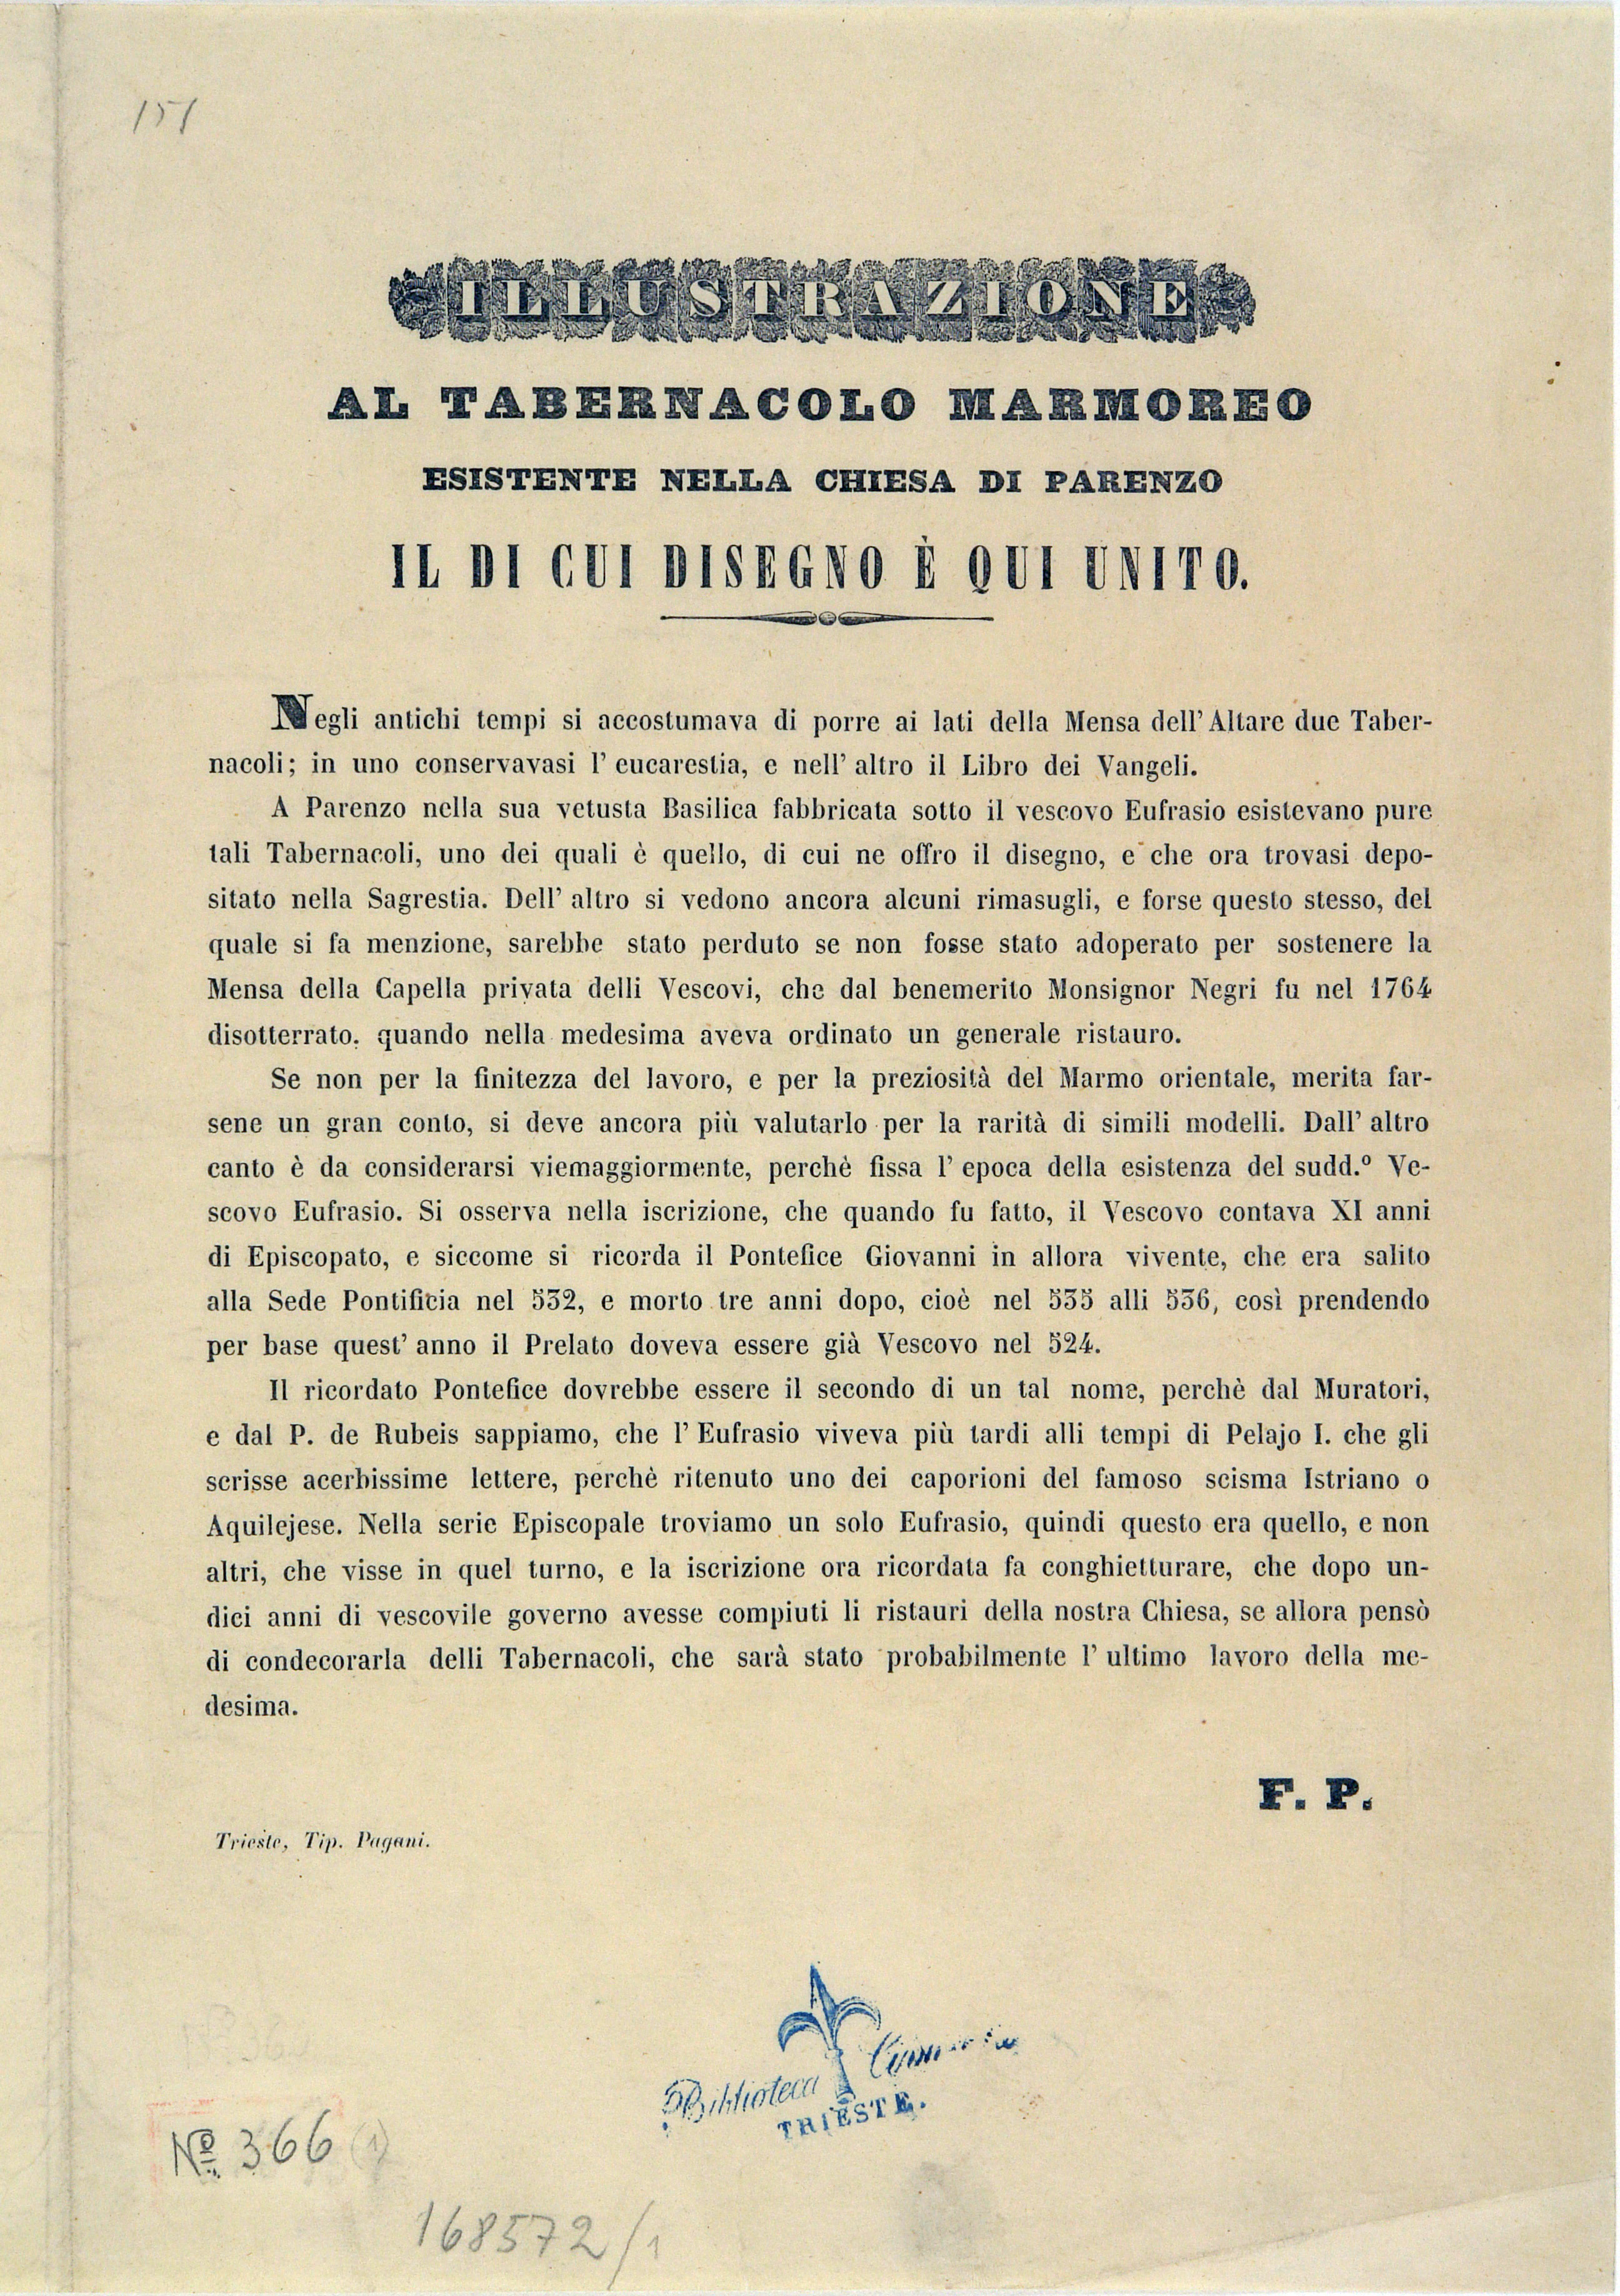 151
ILLUSTRAZIONE
AL TABERNACOLO MARMOREO
ESISTENTE NELLA CHIESA DI PARENZO
IL DI CUI DISEGNO È QUI UNITO.
Negli antichi tempi si accostumava di porre ai lati della Mensa dell' Altare due Taber-
nacoli; in uno conservavasi l' eucarestia, e nell' altro il Libro dei Vangeli.
A Parenzo nella sua vetusta Basilica fabbricata sotto il vescovo Eufrasio esistevano pure
tali Tabernacoli, uno dei quali è quello, di cui ne offro il disegno, e che ora trovasi depo-
sitato nella Sagrestia. Dell' altro si vedono ancora alcuni rimasugli, e forse questo stesso, del
quale si fa menzione, sarebbe stato perduto se non fosse stato adoperato per sostenere la
Mensa della Capella privata delli Vescovi, che dal benemerito Monsignor Negri fu nel 1764
disotterrato. quando nella medesima aveva ordinato un generale ristauro.
Se non per la finitezza del lavoro, e per la preziosità del Marmo orientale, merita far-
sene un gran conto, si deve ancora più valutarlo per la rarità di simili modelli. Dall' altro
canto è da considerarsi viemaggiormente, perchè fissa l' epoca della esistenza del sudd.º Ve-
scovo Eufrasio. Si osserva nella iscrizione, che quando fu fatto, il Vescovo contava XI anni
di Episcopato, e siccome si ricorda il Pontefice Giovanni in allora vivente, che era salito
alla Sede Pontificia nel 532, e morto tre anni dopo, cioè nel 535 alli 536, così prendendo
per base quest' anno il Prelato doveva essere già Vescovo nel 524.
Il ricordato Pontefice dovrebbe essere il secondo di un tal nome, perchè dal Muratori,
e dal P. de Rubeis sappiamo, che l' Eufrasio viveva più tardi alli tempi di Pelajo I. che gli
scrisse acerbissime lettere, perchè ritenuto uno dei caporioni del famoso scisma Istriano o
Aquilejese. Nella serie Episcopale troviamo un solo Eufrasio, quindi questo era quello, e non
altri, che visse in quel turno, e la iscrizione ora ricordata fa conghietturare, che dopo un-
dici anni di vescovile governo avesse compiuti li ristauri della nostra Chiesa, se allora pensò
di condecorarla delli Tabernacoli, che sarà stato probabilmente l' ultimo lavoro della me-
desima.
F. P.
Trieste, Tip. Pagani.
Biblioteca
TRIESTE.
Nº 366 (1)
168572/1